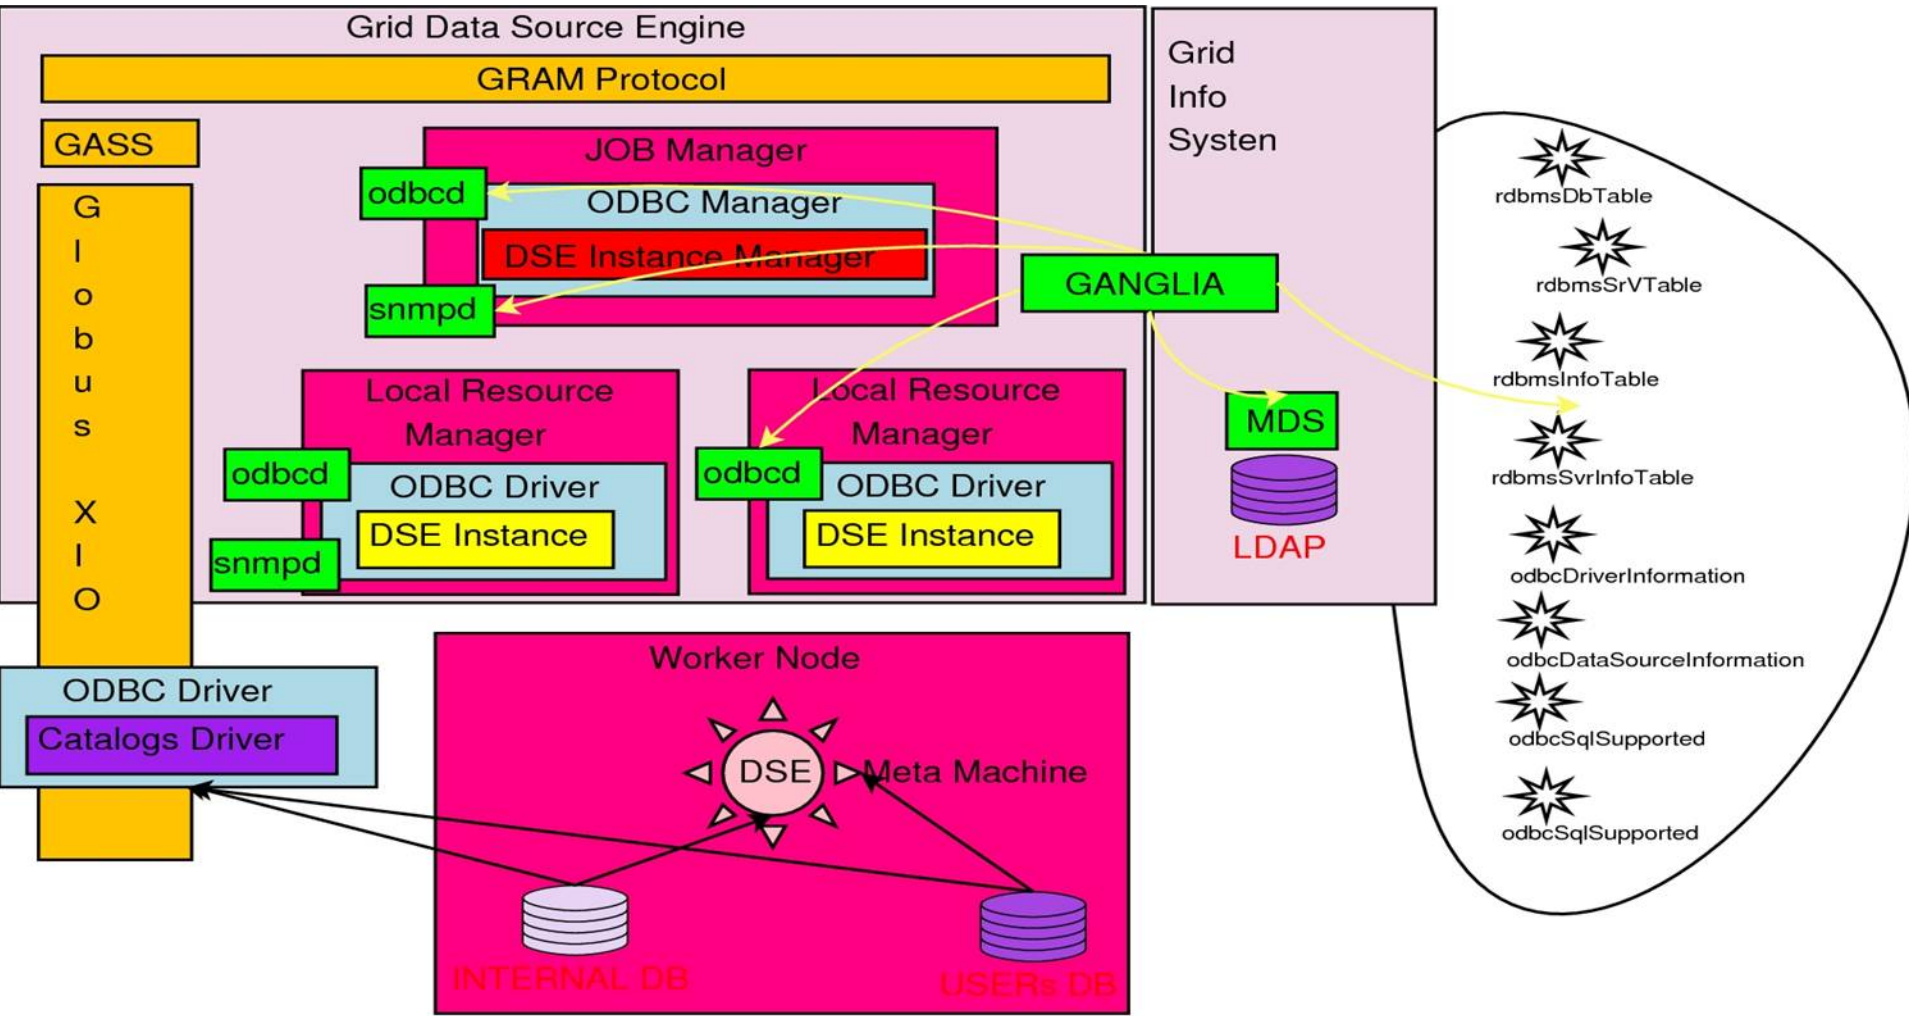 Grid Data Source Engine
GRAM Protocol
GASS
Globus XIO
JOB Manager
odbcd
ODBC Manager
DSE Instance Manager
snmpd
Local Resource
Manager
odbcd
ODBC Driver
DSE Instance
snmpd
Local Resource
Manager
odbcd
ODBC Driver
DSE Instance
Grid
Info
Systen
GANGLIA
MDS
LDAP
rdbmsDbTable
rdbmsSrVTable
rdbmsInfoTable
rdbmsSvrInfoTable
odbcDriverInformation
odbcDataSourceInformation
odbcSqlSupported
odbcSqlSupported
ODBC Driver
Catalogs Driver
Worker Node
DSE
Meta Machine
INTERNAL DB
USERs DB